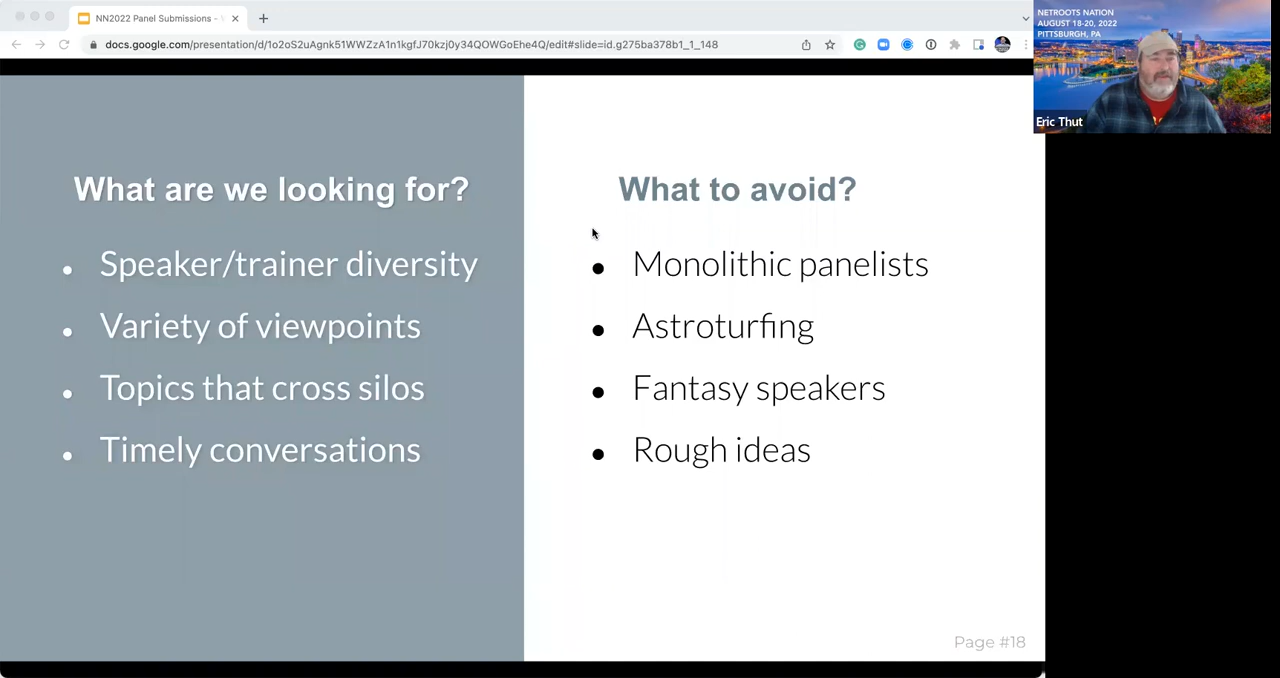 NN2022 Panel Submissions -
docs.google.com/presentation/d/1o2oS2uAgnk51WWZzA1n1kgfJ70kzj0y34QOWGoEhe4Q/edit#slide=id.g275ba378b1_1_148
NETROOTS NATION
AUGUST 18-20, 2022
PITTSBURGH, PA
Eric Thut
What are we looking for?
• Speaker/trainer diversity
• Variety of viewpoints
• Topics that cross silos
• Timely conversations
What to avoid?
• Monolithic panelists
• Astroturfing
• Fantasy speakers
• Rough ideas
Page #18